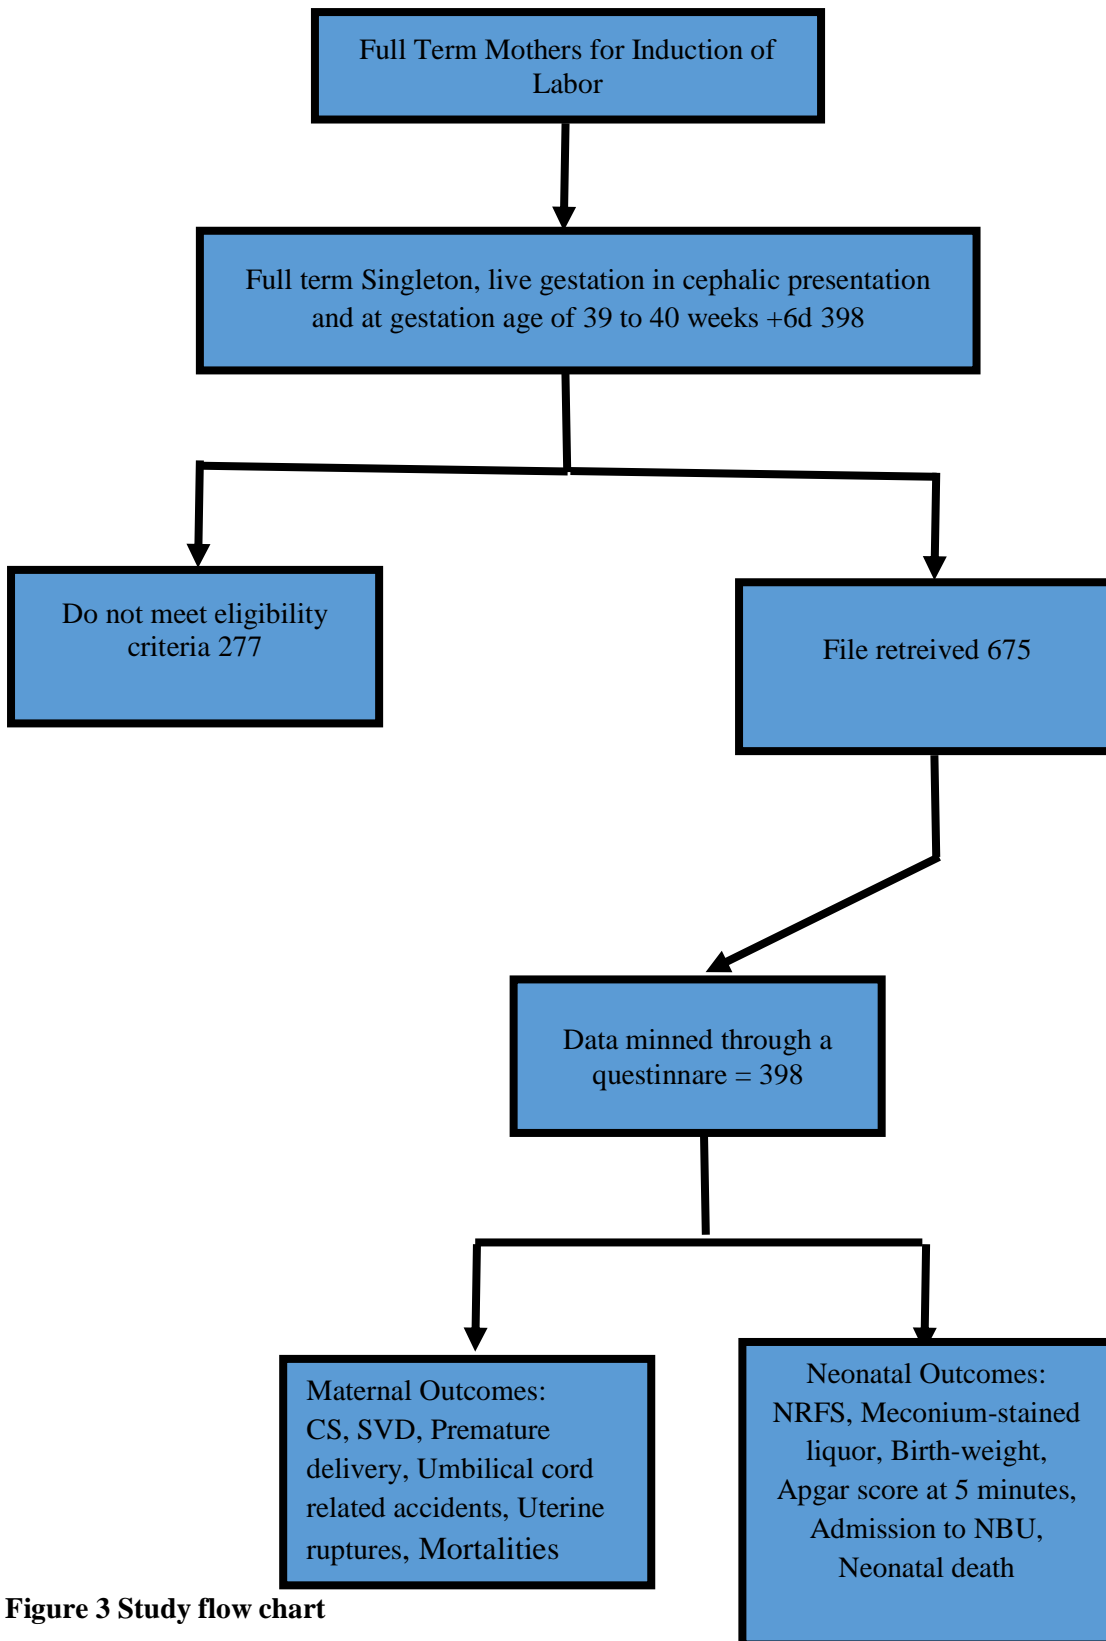 Full Term Mothers for Induction of
Labor
Full term Singleton, live gestation in cephalic presentation
and at gestation age of 39 to 40 weeks +6d 398
Do not meet eligibility
criteria 277
File retreived 675
Data minned through a
questinnare = 398
Maternal Outcomes:
CS, SVD, Premature
delivery, Umbilical cord
related accidents, Uterine
ruptures, Mortalities
Neonatal Outcomes:
NRFS, Meconium-stained
liquor, Birth-weight,
Apgar score at 5 minutes,
Admission to NBU,
Neonatal death
Figure 3 Study flow chart